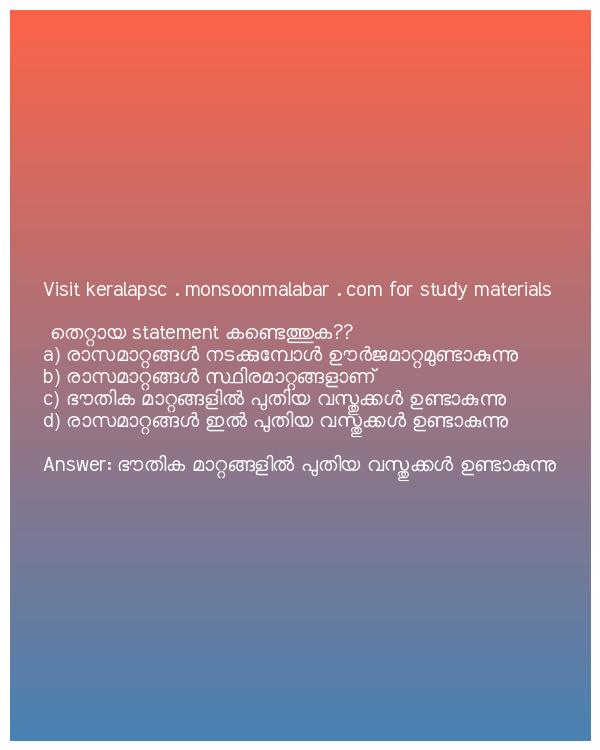 Visit keralapsc . monsoonmalabar . com for study materials
തെറ്റായ statement കണ്ടെത്തുക??
a) രാസമാറ്റങ്ങൾ നടക്കുമ്പോൾ ഊർജമാറ്റമുണ്ടാകുന്നു
b) രാസമാറ്റങ്ങൾ സ്ഥിരമാറ്റങ്ങളാണ്
c) ഭൗതിക മാറ്റങ്ങളിൽ പുതിയ വസ്തുക്കൾ ഉണ്ടാകുന്നു
d) രാസമാറ്റങ്ങൾ ഇൽ പുതിയ വസ്തുക്കൾ ഉണ്ടാകുന്നു
Answer: ഭൗതിക മാറ്റങ്ങളിൽ പുതിയ വസ്തുക്കൾ ഉണ്ടാകുന്നു